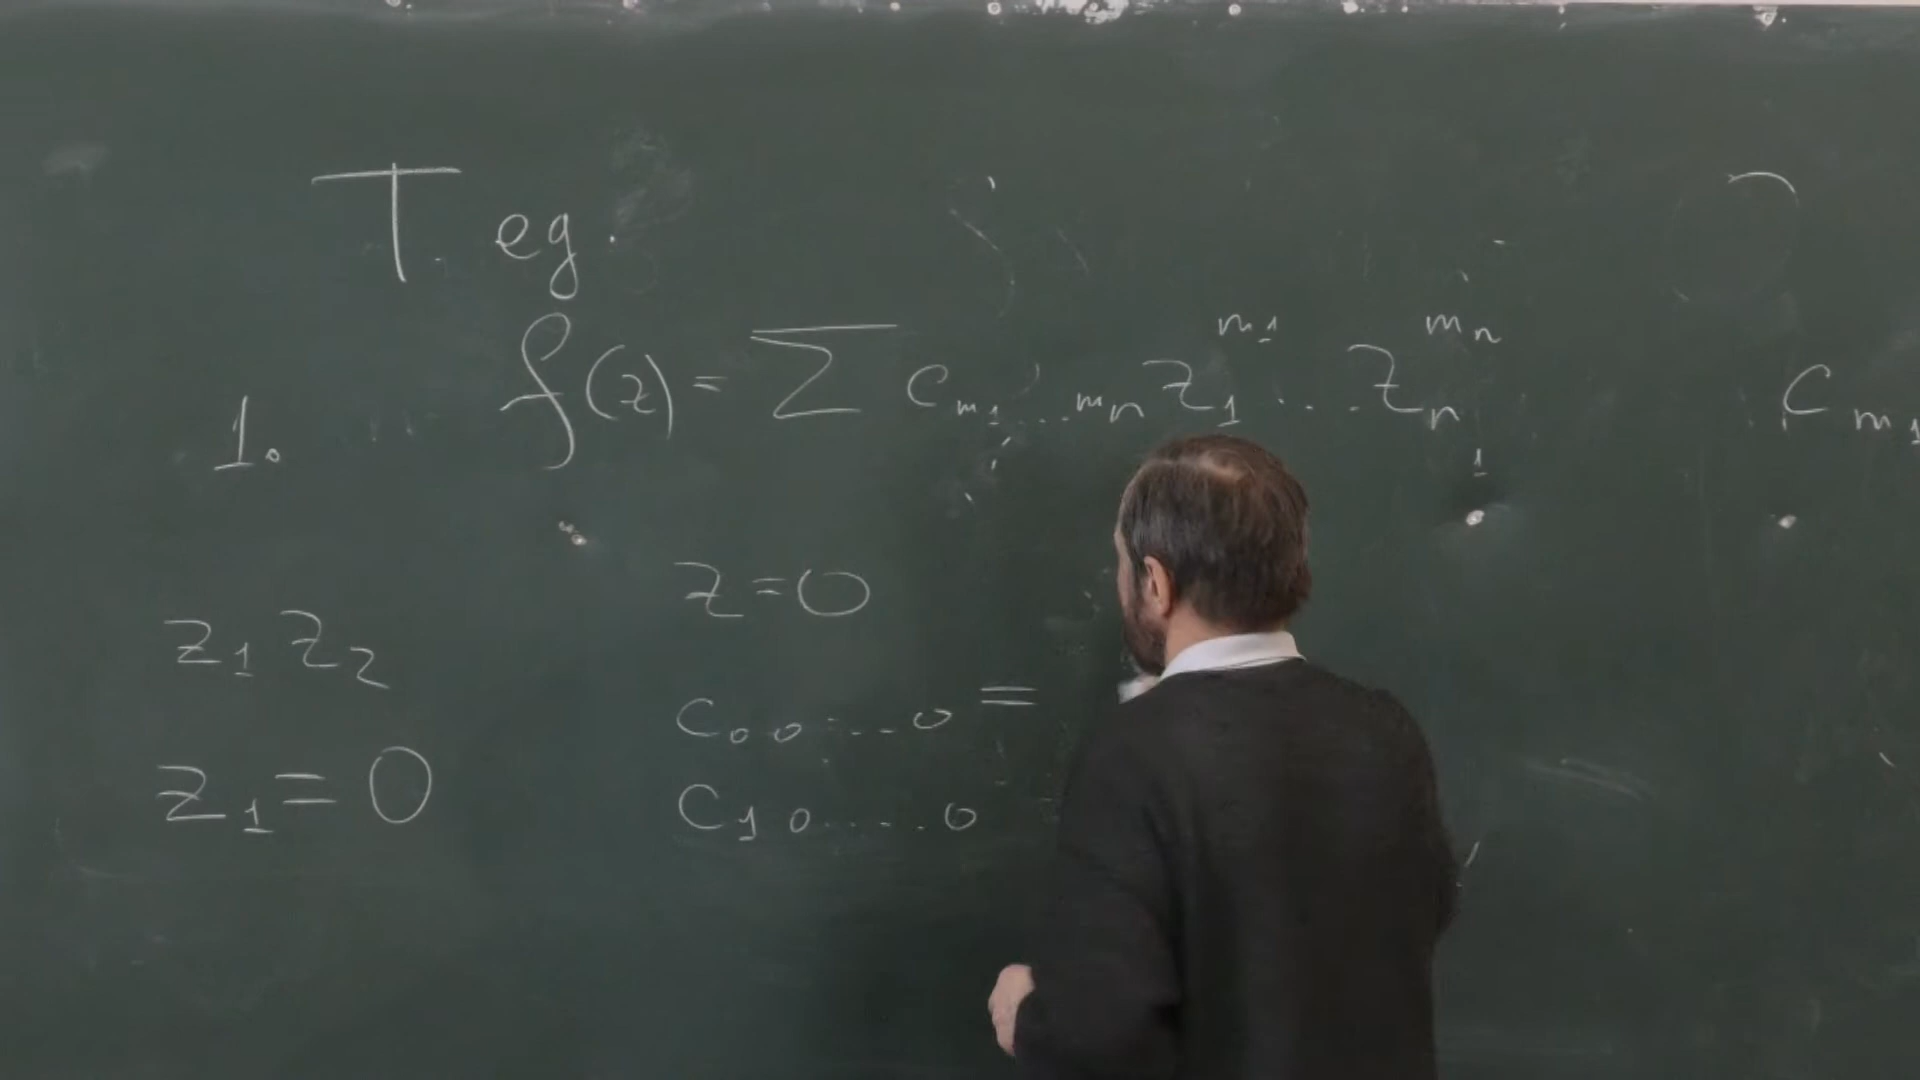 T. eg.
1. f(z) = Σ c_{m_1...m_n} z_1^{m_1} ... z_n^{m_n}   c_{m_1
z_1 z_2   z = 0
c_{00...0} =
z_1 = 0   c_{10....0}